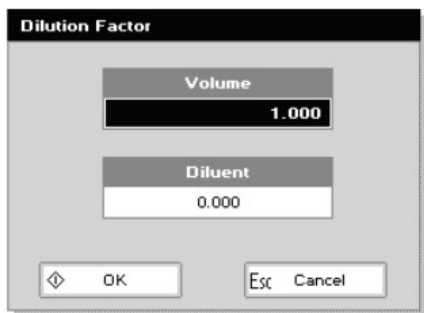 Dilution Factor
Volume
1.000
Diluent
0.000
OK
Esc Cancel